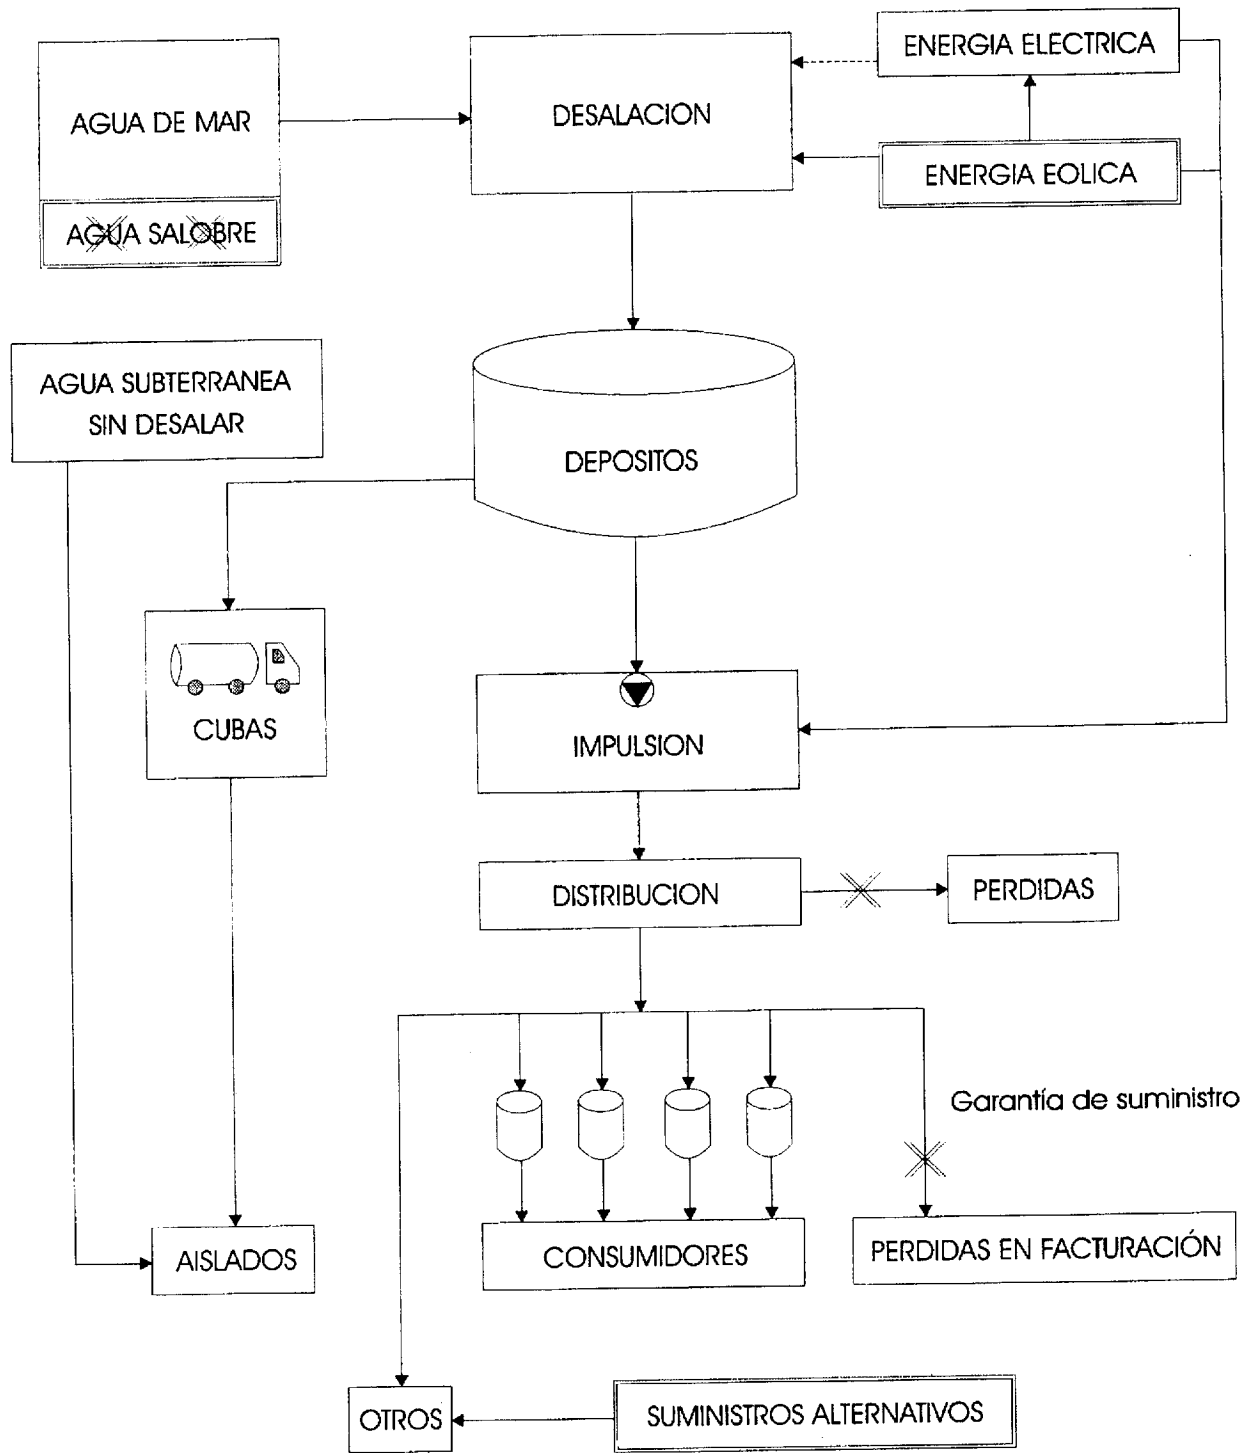 ENERGIA ELECTRICA
AGUA DE MAR
DESALACION
ENERGIA EOLICA
AGUA SALOBRE
AGUA SUBTERRANEA
SIN DESALAR
DEPOSITOS
CUBAS
IMPULSION
DISTRIBUCION
PERDIDAS
Garantía de suministro
AISLADOS
CONSUMIDORES
PERDIDAS EN FACTURACIÓN
OTROS
SUMINISTROS ALTERNATIVOS